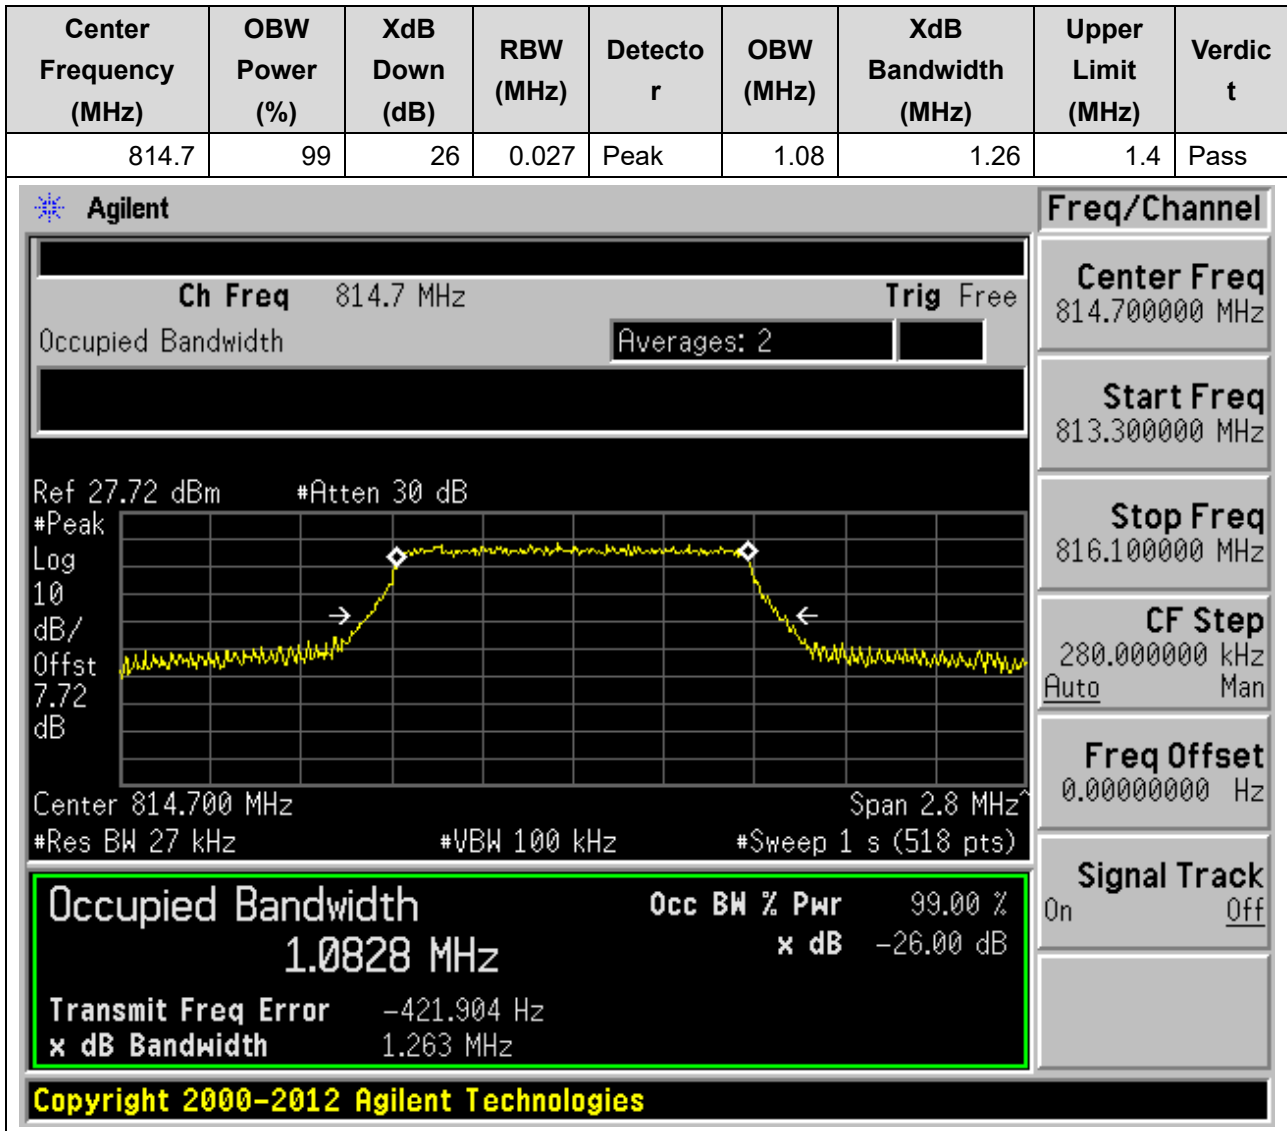 Center Frequency (MHz) OBW Power (%) XdB Down (dB) RBW (MHz) Detector OBW (MHz) XdB Bandwidth (MHz) Upper Limit (MHz) Verdict
814.7 99 26 0.027 Peak 1.08 1.26 1.4 Pass
Agilent
Freq/Channel
Ch Freq 814.7 MHz Trig Free
Occupied Bandwidth Averages: 2
Center Freq
814.700000 MHz
Start Freq
813.300000 MHz
Stop Freq
816.100000 MHz
CF Step
280.000000 kHz
Auto Man
Freq Offset
0.00000000 Hz
Signal Track
On Off
Ref 27.72 dBm #Atten 30 dB
#Peak
Log
10
dB/
Offst
7.72
dB
Center 814.700 MHz Span 2.8 MHz^
#Res BW 27 kHz #VBW 100 kHz #Sweep 1 s (518 pts)
Occupied Bandwidth Occ BW % Pwr 99.00 %
1.0828 MHz x dB -26.00 dB
Transmit Freq Error -421.904 Hz
x dB Bandwidth 1.263 MHz
Copyright 2000-2012 Agilent Technologies